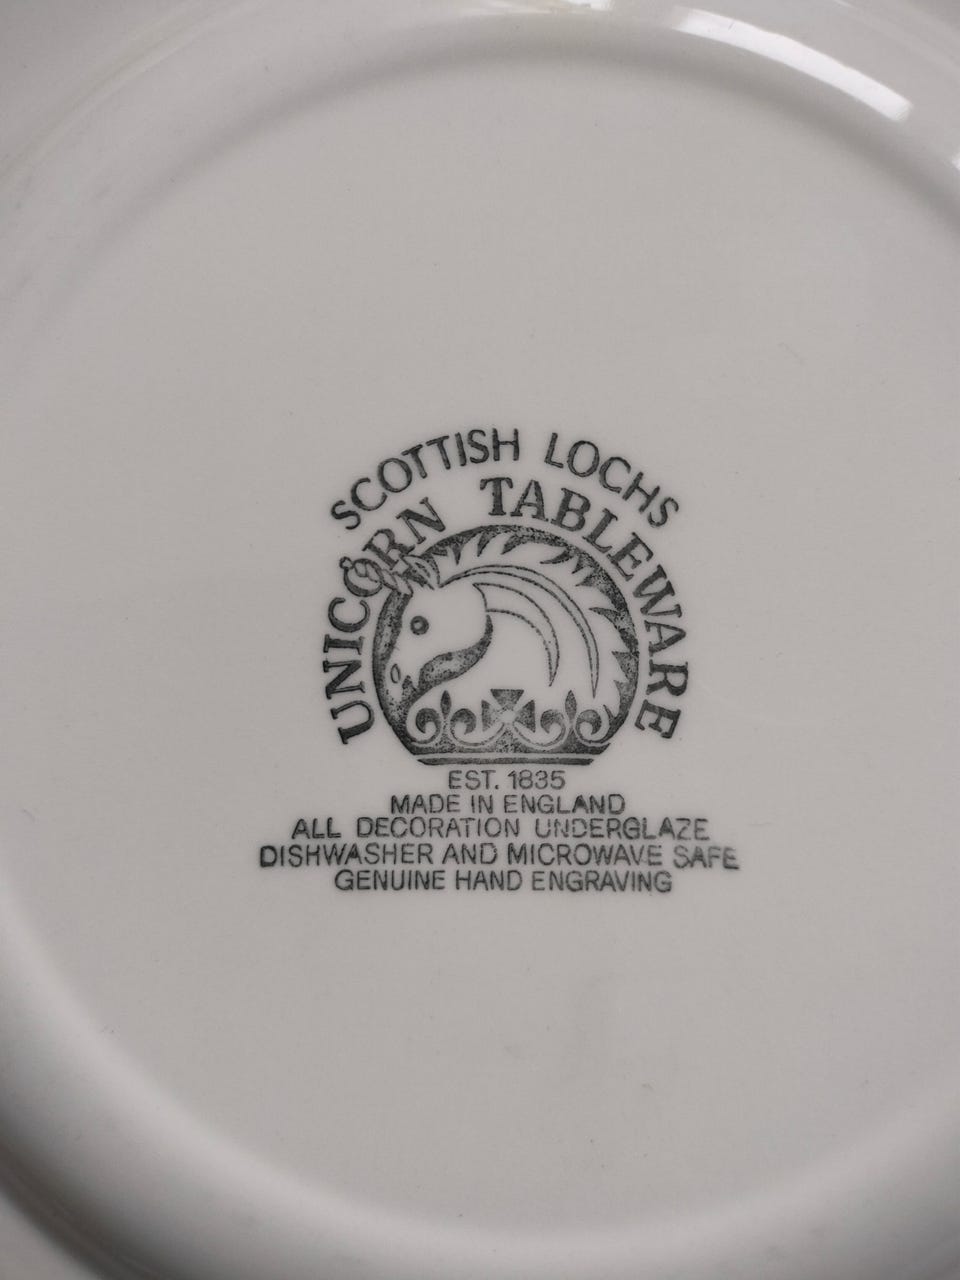 SCOTTISH LOCHS
UNICORN TABLEWARE
EST. 1835
MADE IN ENGLAND
ALL DECORATION UNDERGLAZE
DISHWASHER AND MICROWAVE SAFE
GENUINE HAND ENGRAVING